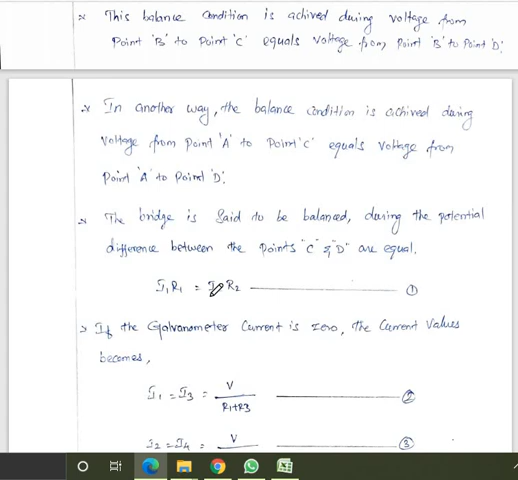 * This balance Condition is achived during voltage from
Point 'B' to Point 'C' equals Voltage from Point 'B' to Point 'D'.
* In another way, the balance Condition is achived during
Voltage from Point 'A' to Point 'C' equals Voltage from
Point 'A' to Point 'D'.
* The bridge is Said to be balanced, during the potential
difference between the Points "C" & "D" are equal.
I1R1 = I2R2 ——— ①
> If the Galvanometer Current is Zero, the Current Values
becomes,
I1 = I3 = V / R1+R3 ——— ②
I2 = I4 = V ——— ③